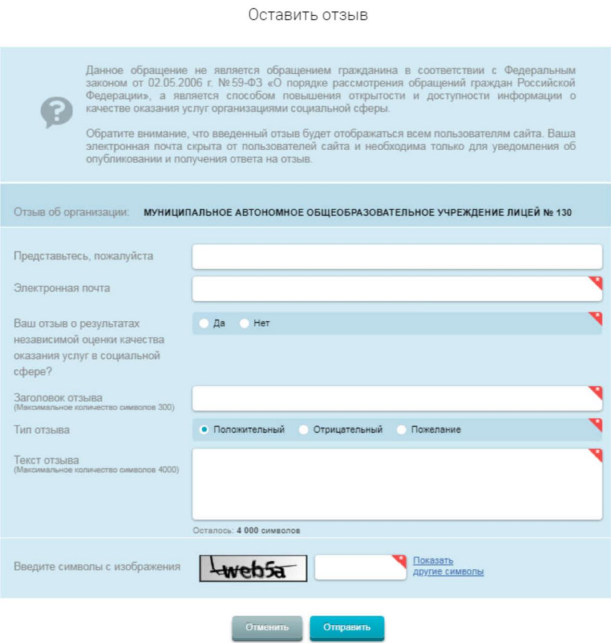 Оставить отзыв
Данное обращение не является обращением гражданина в соответствии с Федеральным
законом от 02.05.2006 г. №59-ФЗ «О порядке рассмотрения обращений граждан Российской
Федерации», а является способом повышения открытости и доступности информации о
качестве оказания услуг организациями социальной сферы.
Обратите внимание, что введенный отзыв будет отображаться всем пользователям сайта. Ваша
электронная почта скрыта от пользователей сайта и необходима только для уведомления об
опубликовании и получения ответа на отзыв.
Отзыв об организации: МУНИЦИПАЛЬНОЕ АВТОНОМНОЕ ОБЩЕОБРАЗОВАТЕЛЬНОЕ УЧРЕЖДЕНИЕ ЛИЦЕЙ № 130
Представьтесь, пожалуйста
Электронная почта
Ваш отзыв о результатах
независимой оценки качества
оказания услуг в социальной
сфере?
Да Нет
Заголовок отзыва
(Максимальное количество символов 300)
Тип отзыва
Положительный Отрицательный Пожелание
Текст отзыва
(Максимальное количество символов 4000)
Осталось: 4 000 символов
Введите символы с изображения
Показать
другие символы
Отменить Отправить